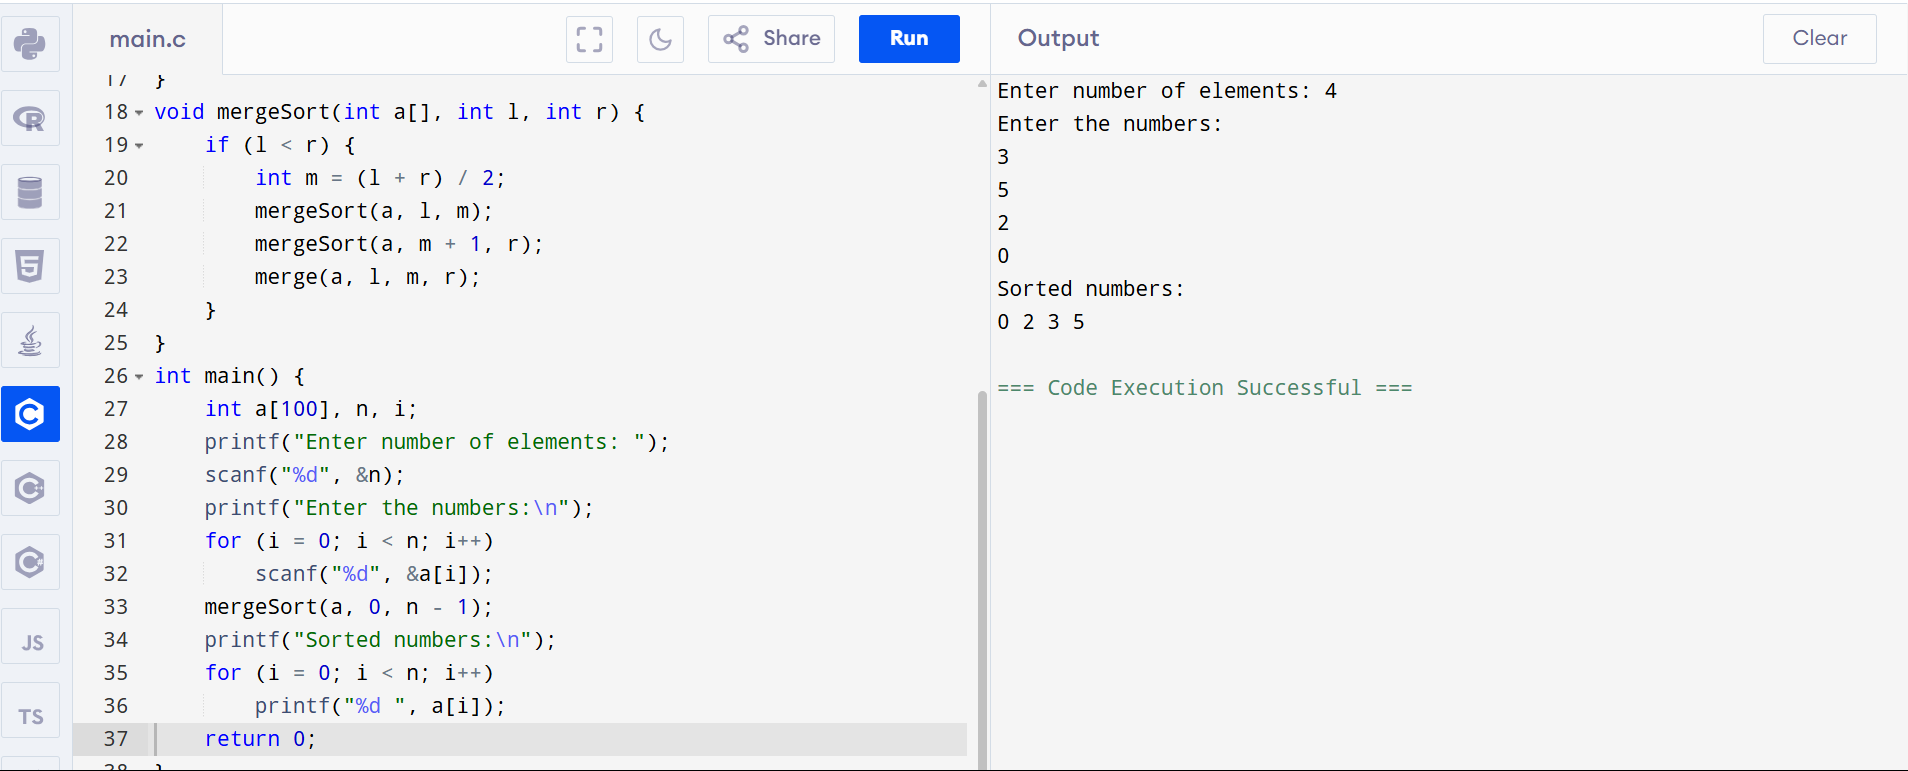 main.c
Share
Run
Output
Clear
17 }
18 void mergeSort(int a[], int l, int r) {
19 if (l < r) {
20 int m = (l + r) / 2;
21 mergeSort(a, l, m);
22 mergeSort(a, m + 1, r);
23 merge(a, l, m, r);
24 }
25 }
26 int main() {
27 int a[100], n, i;
28 printf("Enter number of elements: ");
29 scanf("%d", &n);
30 printf("Enter the numbers:\n");
31 for (i = 0; i < n; i++)
32 scanf("%d", &a[i]);
33 mergeSort(a, 0, n - 1);
34 printf("Sorted numbers:\n");
35 for (i = 0; i < n; i++)
36 printf("%d ", a[i]);
37 return 0;
38 }
Enter number of elements: 4
Enter the numbers:
3
5
2
0
Sorted numbers:
0 2 3 5
=== Code Execution Successful ===
R
5
C
C++
C#
JS
TS